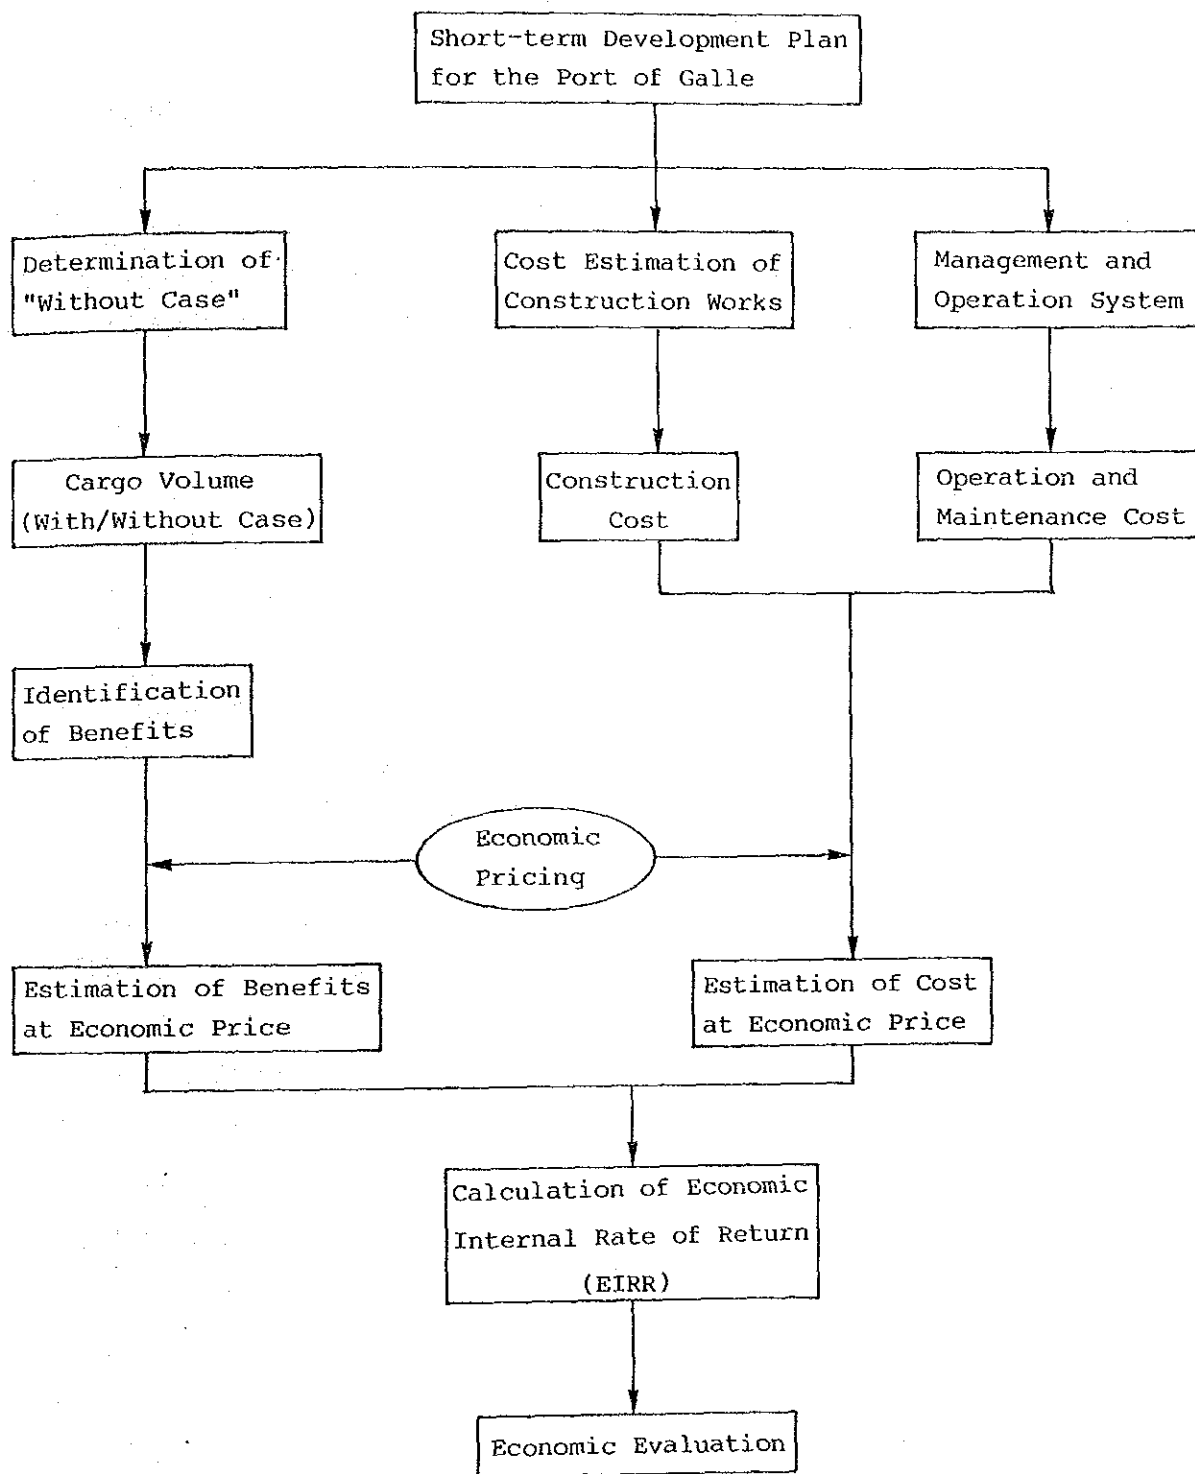 Short-term Development Plan
for the Port of Galle
Determination of
"Without Case"
Cost Estimation of
Construction Works
Management and
Operation System
Cargo Volume
(With/Without Case)
Construction
Cost
Operation and
Maintenance Cost
Identification
of Benefits
Economic
Pricing
Estimation of Benefits
at Economic Price
Estimation of Cost
at Economic Price
Calculation of Economic
Internal Rate of Return
(EIRR)
Economic Evaluation